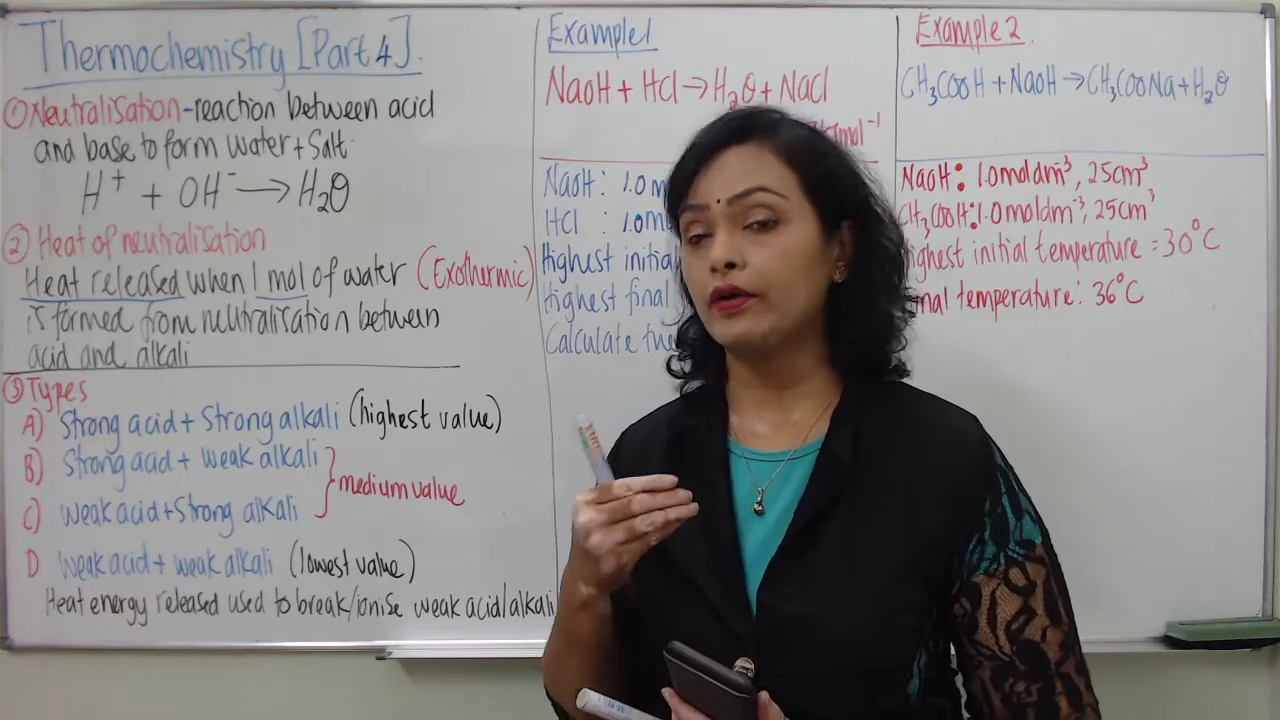 Thermochemistry [Part 4].
① Neutralisation - reaction between acid
and base to form water + Salt.
H⁺ + OH⁻ → H₂O
② Heat of neutralisation
Heat released when 1 mol of water (Exothermic)
is formed from neutralisation between
acid and alkali
③ Types
A) Strong acid + Strong alkali (highest value)
B) Strong acid + weak alkali
C) weak acid + Strong alkali
} medium value
D weak acid + weak alkali (lowest value)
Heat energy released used to break/ionise weak acid/alkali
Example 1
NaOH + HCl → H₂O + NaCl
mol⁻¹
NaOH : 1.0 m
HCl : 1.0 m
Highest initial
Highest final
Calculate the
Example 2.
CH₃COOH + NaOH → CH₃COONa + H₂O
NaOH : 1.0 mol dm⁻³, 25 cm³
CH₃COOH : 1.0 mol dm⁻³, 25 cm³
ighest initial temperature = 30°C
nal temperature : 36°C